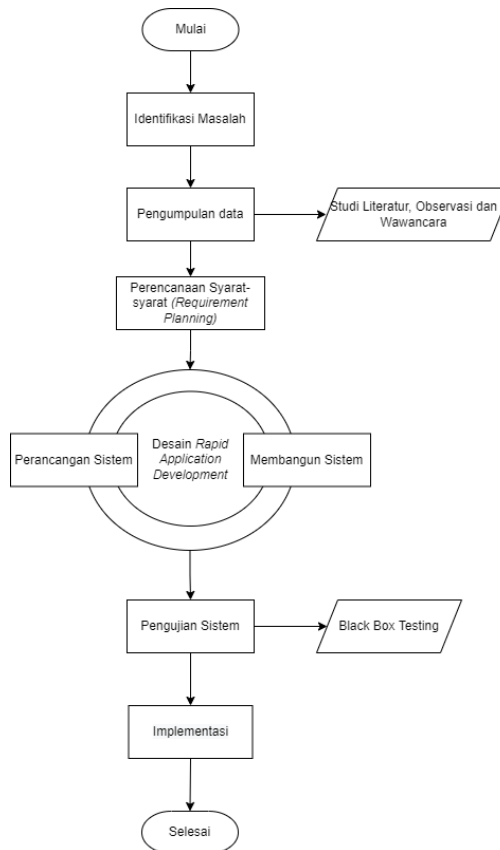 Mulai
Identifikasi Masalah
Pengumpulan data
Studi Literatur, Observasi dan
Wawancara
Perencanaan Syarat-
syarat (Requirement
Planning)
Perancangan Sistem
Desain Rapid
Application
Development
Membangun Sistem
Pengujian Sistem
Black Box Testing
Implementasi
Selesai